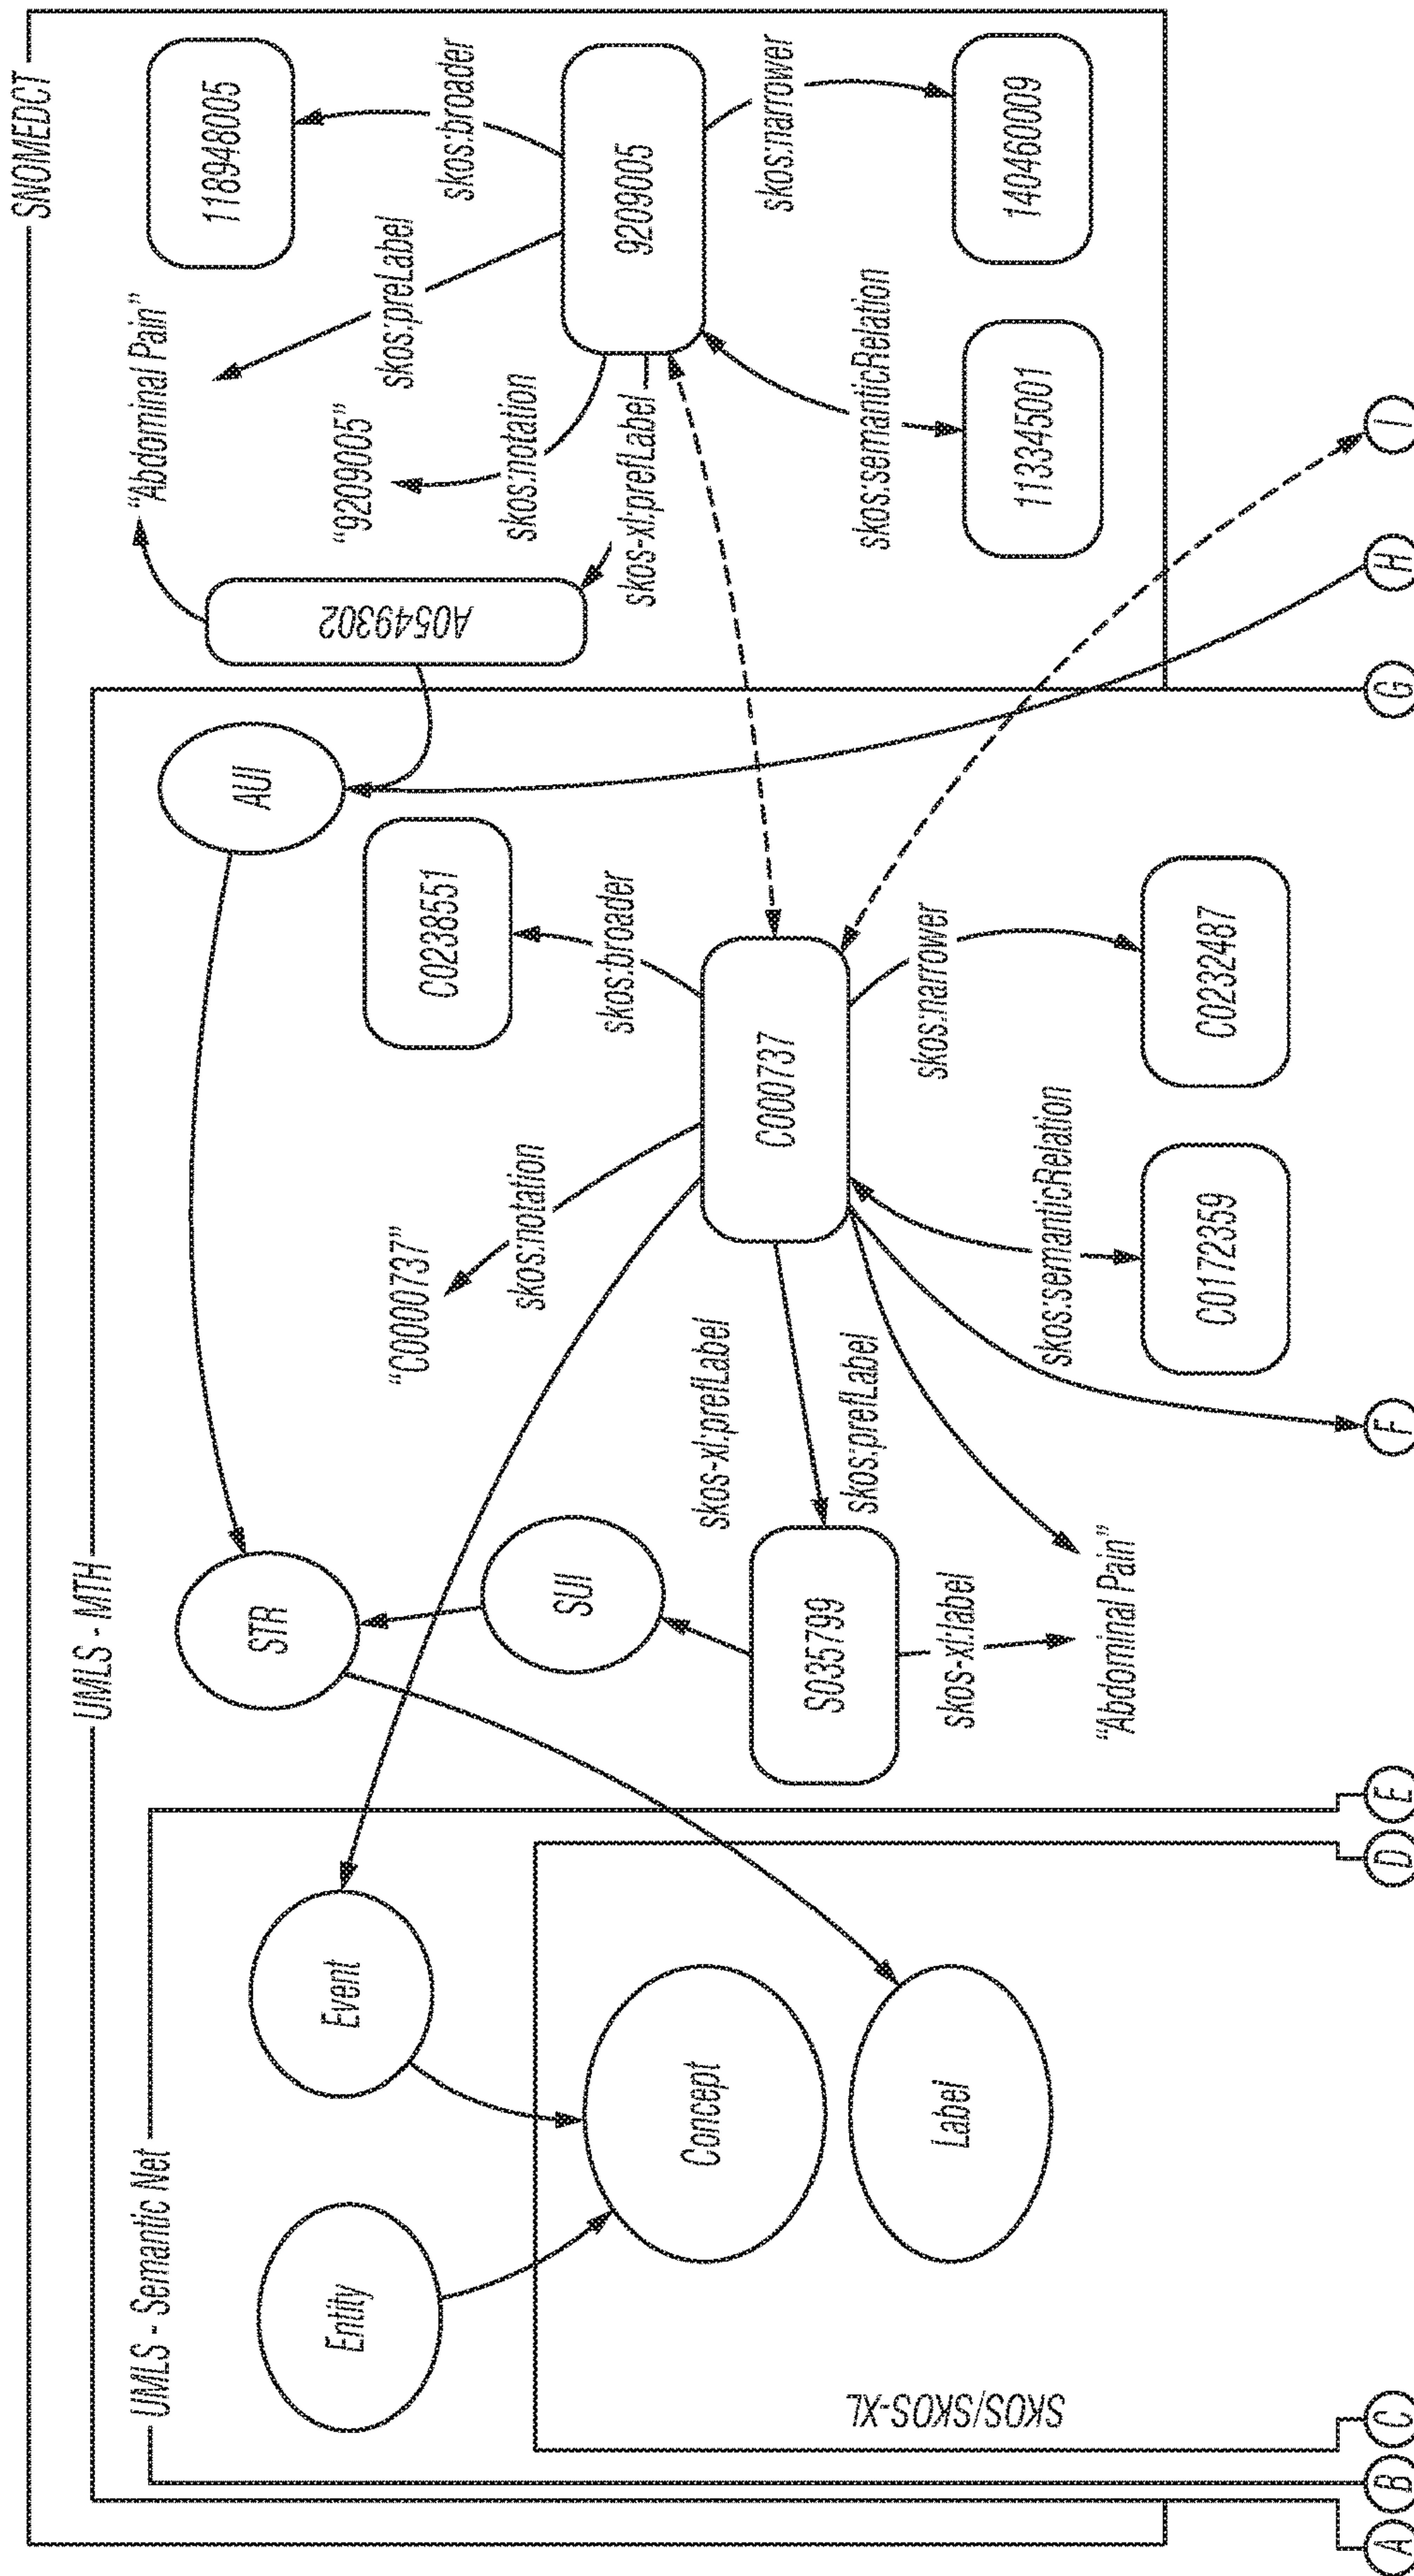 SNOMEDCT
UMLS - MTH
UMLS - Semantic Net
SKOS/SKOS-XL
Entity
Event
Concept
Label
STR
SUI
AUI
S035799
skos-xl:label
"Abdominal Pain"
skos-xl:prefLabel
skos:prefLabel
"C000737"
skos:notation
C000737
skos:broader
C0238551
skos:narrower
C0232487
skos:semanticRelation
C0172359
A0549302
"Abdominal Pain"
"9209005"
skos:notation
skos-xl:prefLabel
skos:preLabel
9209005
skos:broader
118948005
skos:narrower
140460009
skos:semanticRelation
113345001
A
B
C
D
E
F
G
H
I